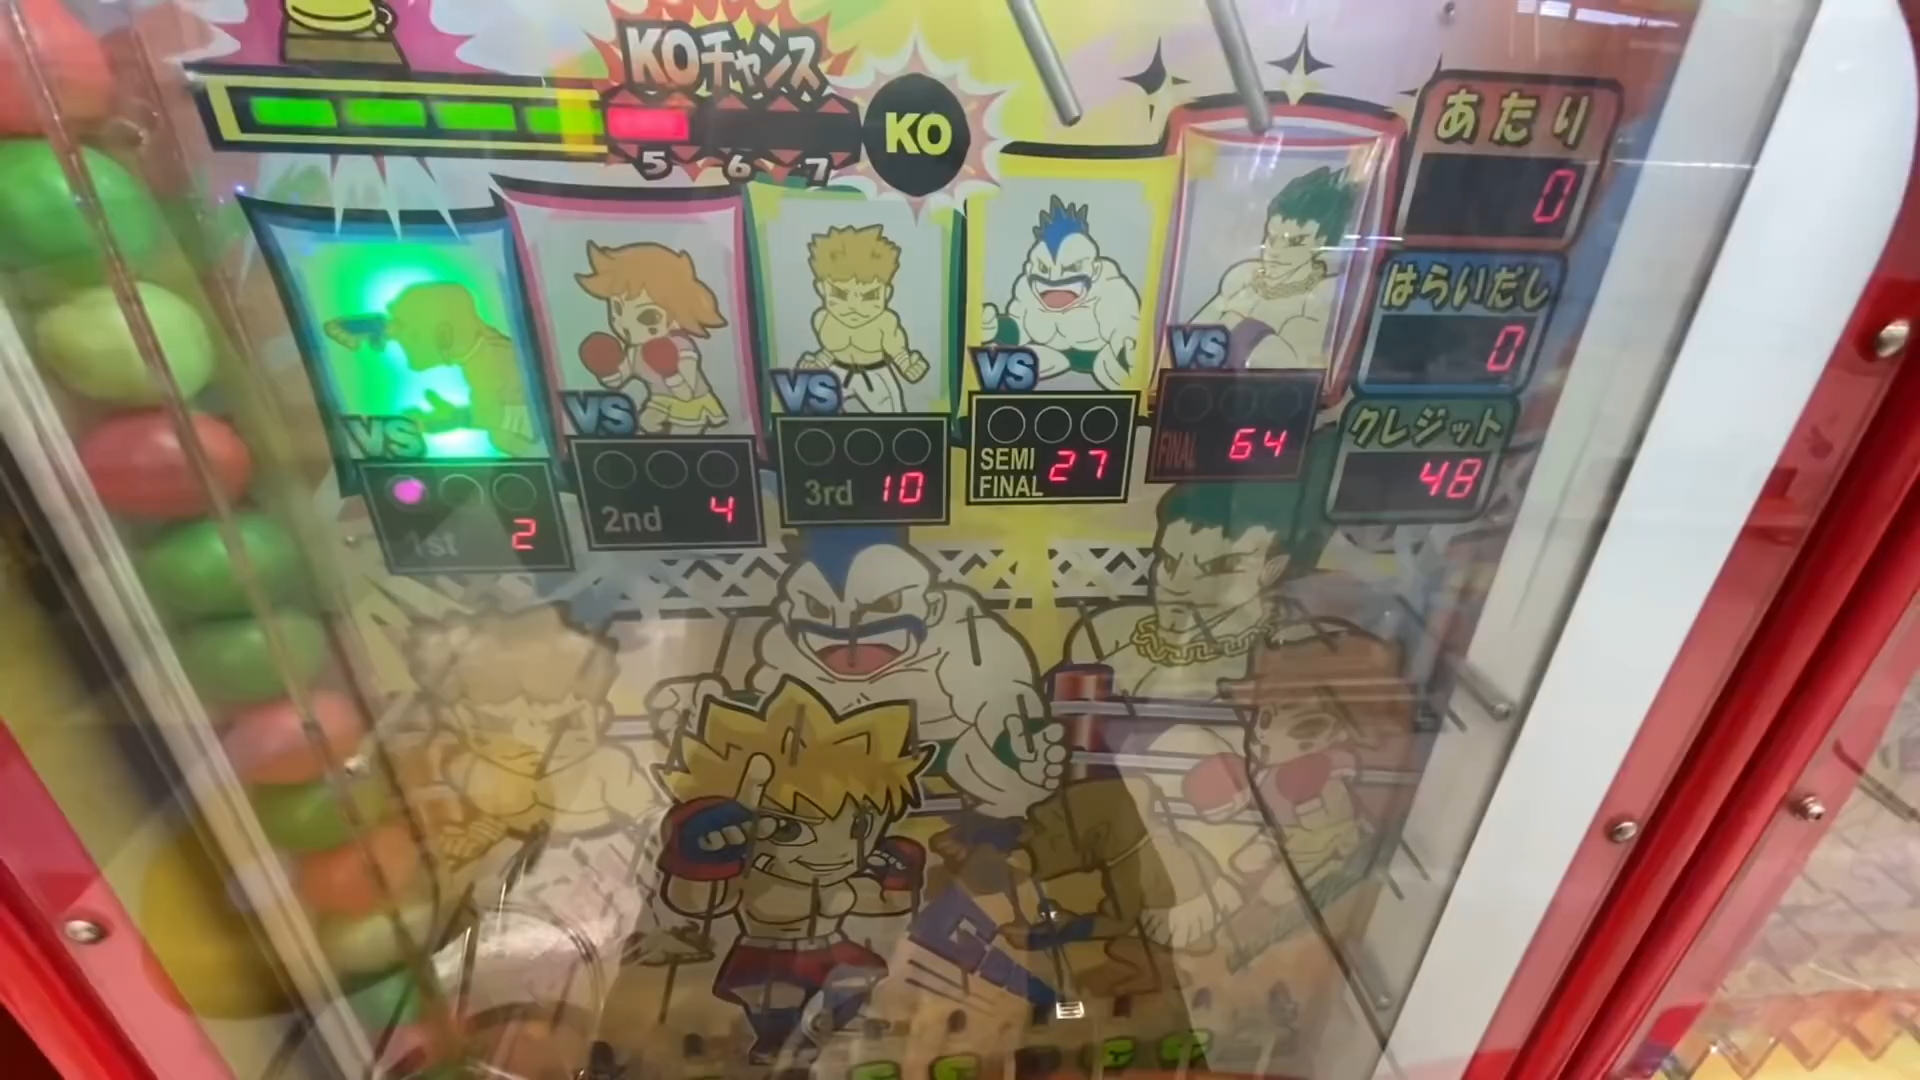 KOチャンス
KO
5 6 7
あたり
0
はらいだし
0
クレジット
48
VS
1st 2
VS
2nd 4
VS
3rd 10
VS
SEMI FINAL 27
VS
FINAL 64